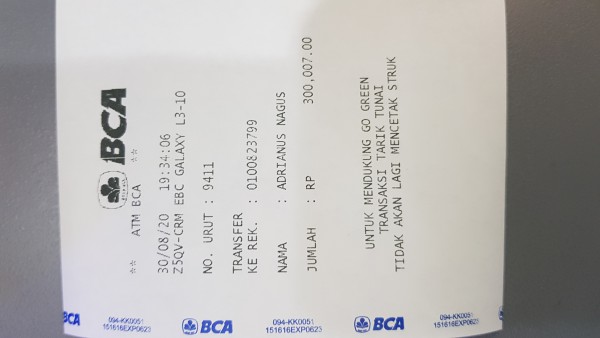 BCA
** ATM BCA **
30/08/20 19:34:06
Z5QV-CRM EBC GALAXY L3-10
NO. URUT : 9411
TRANSFER
KE REK. : 0100823799
NAMA : ADRIANUS NAGUS
JUMLAH : RP 300,007.00
UNTUK MENDUKUNG GO GREEN
TRANSAKSI TARIK TUNAI
TIDAK AKAN LAGI MENCETAK STRUK
BCA
094-KK0051
151616EXP0623
BCA
094-KK0051
151616EXP0623
BCA
094-KK0051
151616EXP0623